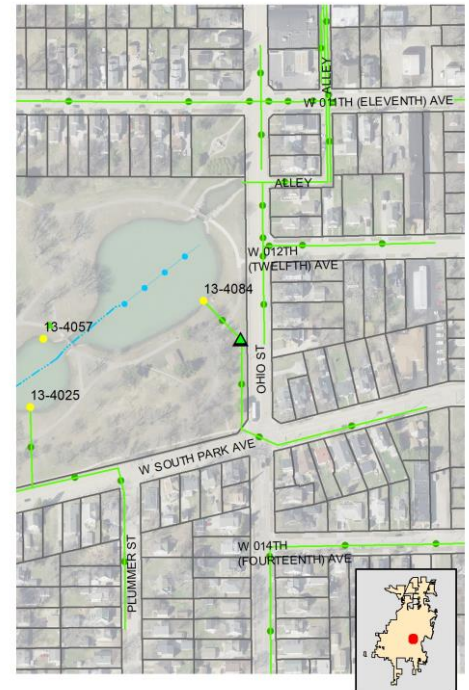 ALLEY
W 011TH (ELEVENTH) AVE
ALLEY
W 012TH
(TWELFTH) AVE
13-4084
13-4057
OHIO ST
13-4025
W SOUTH PARK AVE
W 014TH
(FOURTEENTH) AVE
PLUMMER ST